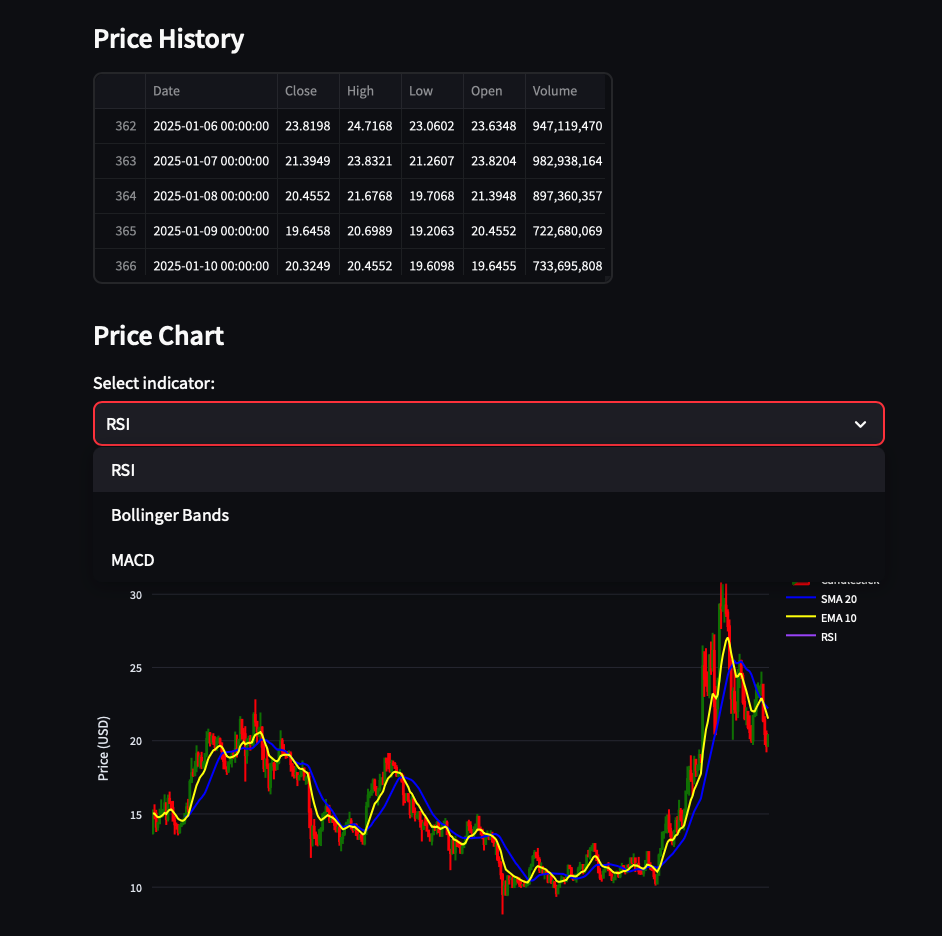 Price History
Date Close High Low Open Volume
362 2025-01-06 00:00:00 23.8198 24.7168 23.0602 23.6348 947,119,470
363 2025-01-07 00:00:00 21.3949 23.8321 21.2607 23.8204 982,938,164
364 2025-01-08 00:00:00 20.4552 21.6768 19.7068 21.3948 897,360,357
365 2025-01-09 00:00:00 19.6458 20.6989 19.2063 20.4552 722,680,069
366 2025-01-10 00:00:00 20.3249 20.4552 19.6098 19.6455 733,695,808
Price Chart
Select indicator:
RSI
RSI
Bollinger Bands
MACD
Candlestick
SMA 20
EMA 10
RSI
30
25
20
15
10
Price (USD)